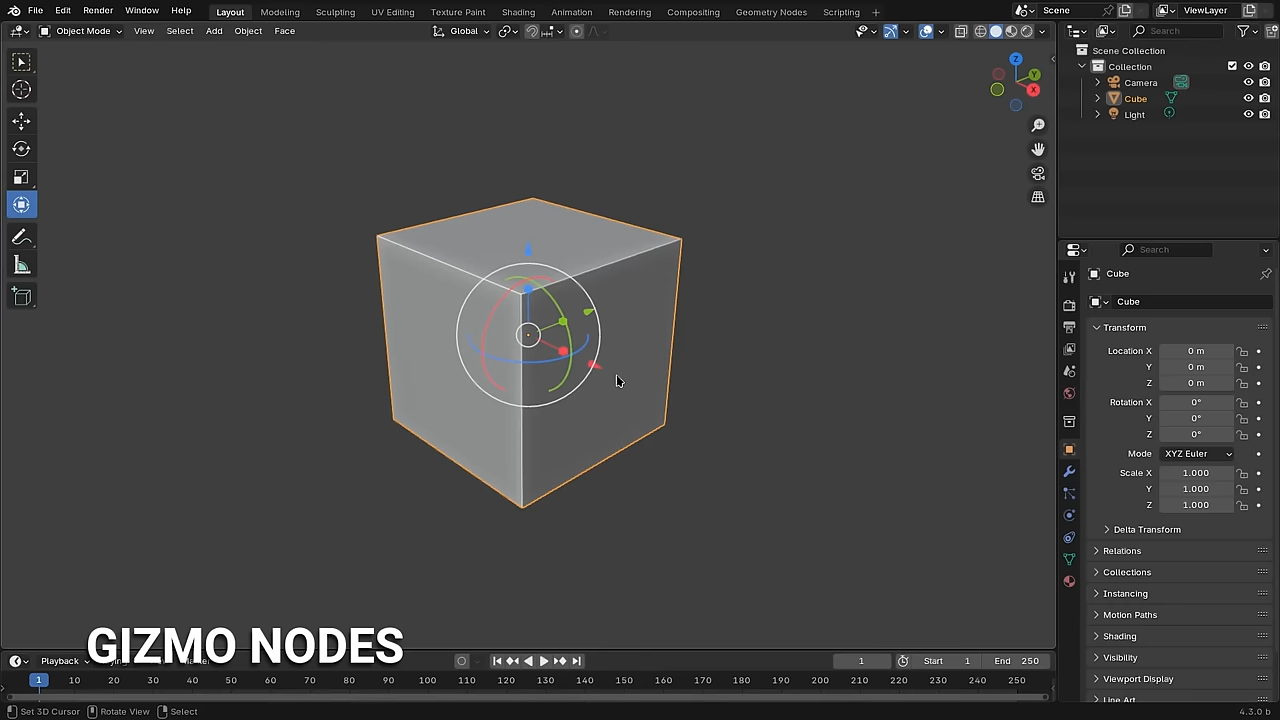 File Edit Render Window Help Layout Modeling Sculpting UV Editing Texture Paint Shading Animation Rendering Compositing Geometry Nodes Scripting + Scene ViewLayer
Object Mode View Select Add Object Face Global Search
Scene Collection
Collection
Camera
Cube
Light
Z
Y
X
Search
Cube
Cube
Transform
Location X 0 m
Y 0 m
Z 0 m
Rotation X 0°
Y 0°
Z 0°
Mode XYZ Euler
Scale X 1.000
Y 1.000
Z 1.000
Delta Transform
Relations
Collections
Instancing
Motion Paths
Shading
Visibility
Viewport Display
Line Art
GIZMO NODES
Playback 1 Start 1 End 250
1 10 20 30 40 50 60 70 80 90 100 110 120 130 140 150 160 170 180 190 200 210 220 230 240 250
Set 3D Cursor Rotate View Select 4.3.0 b